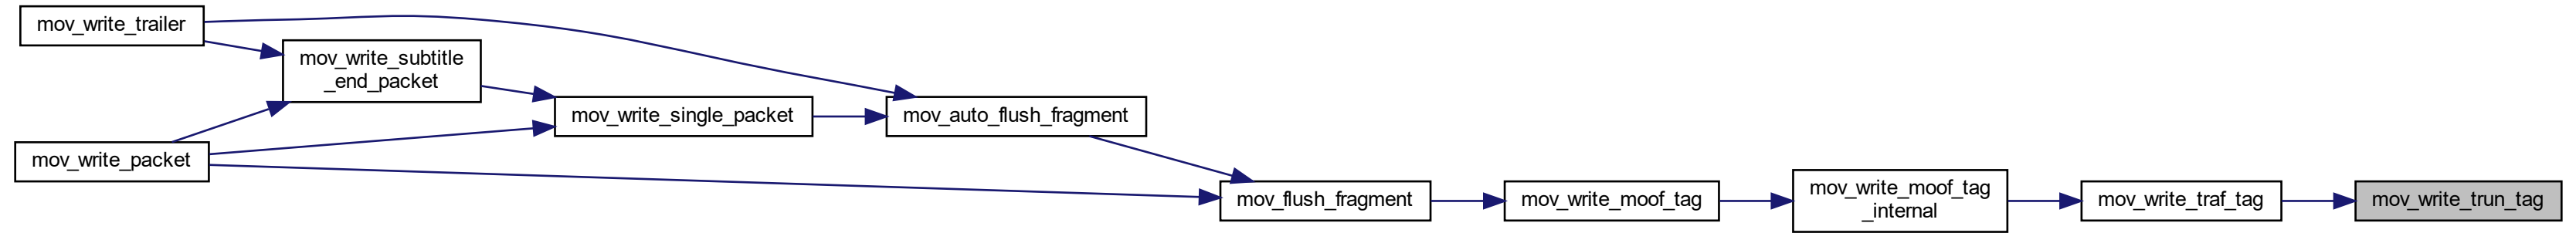 mov_write_trailer
mov_write_subtitle
_end_packet
mov_write_packet
mov_write_single_packet
mov_auto_flush_fragment
mov_flush_fragment
mov_write_moof_tag
mov_write_moof_tag
_internal
mov_write_traf_tag
mov_write_trun_tag